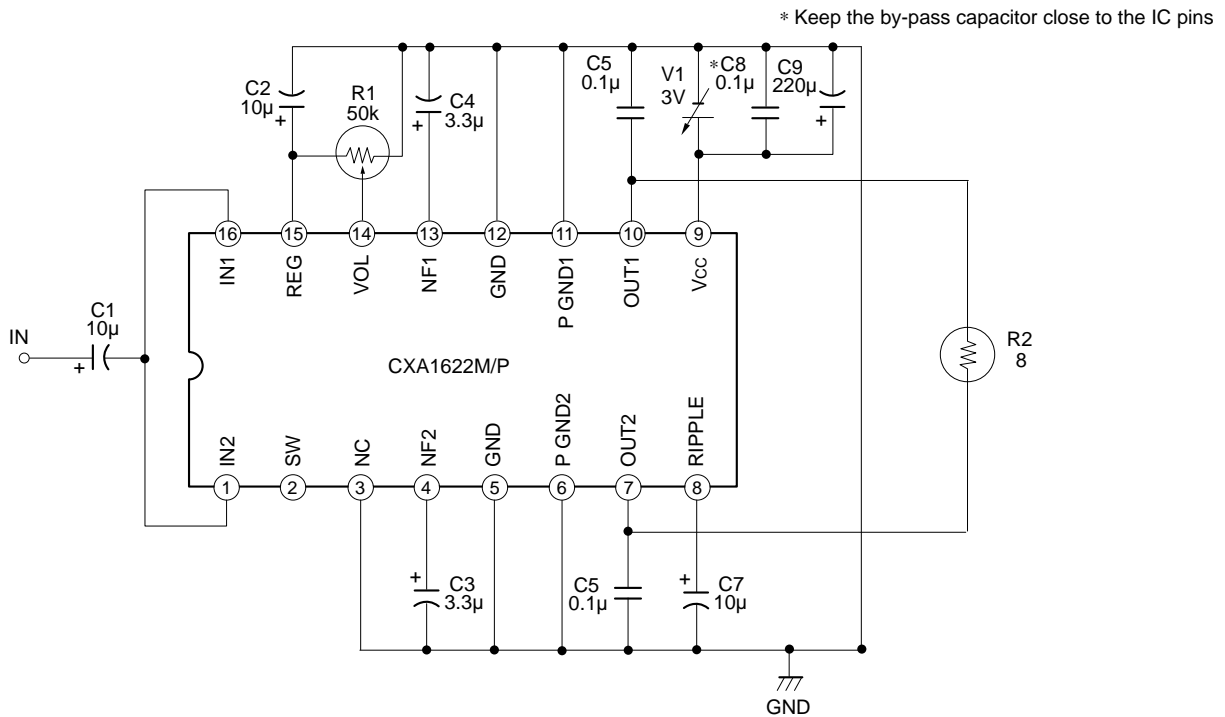 * Keep the by-pass capacitor close to the IC pins
C2
10µ
R1
50k
C4
3.3µ
C5
0.1µ
V1
3V
*C8
0.1µ
C9
220µ
16
15
14
13
12
11
10
9
IN1
REG
VOL
NF1
GND
P GND1
OUT1
Vcc
C1
10µ
IN
CXA1622M/P
R2
8
IN2
SW
NC
NF2
GND
P GND2
OUT2
RIPPLE
1
2
3
4
5
6
7
8
C3
3.3µ
C5
0.1µ
C7
10µ
GND